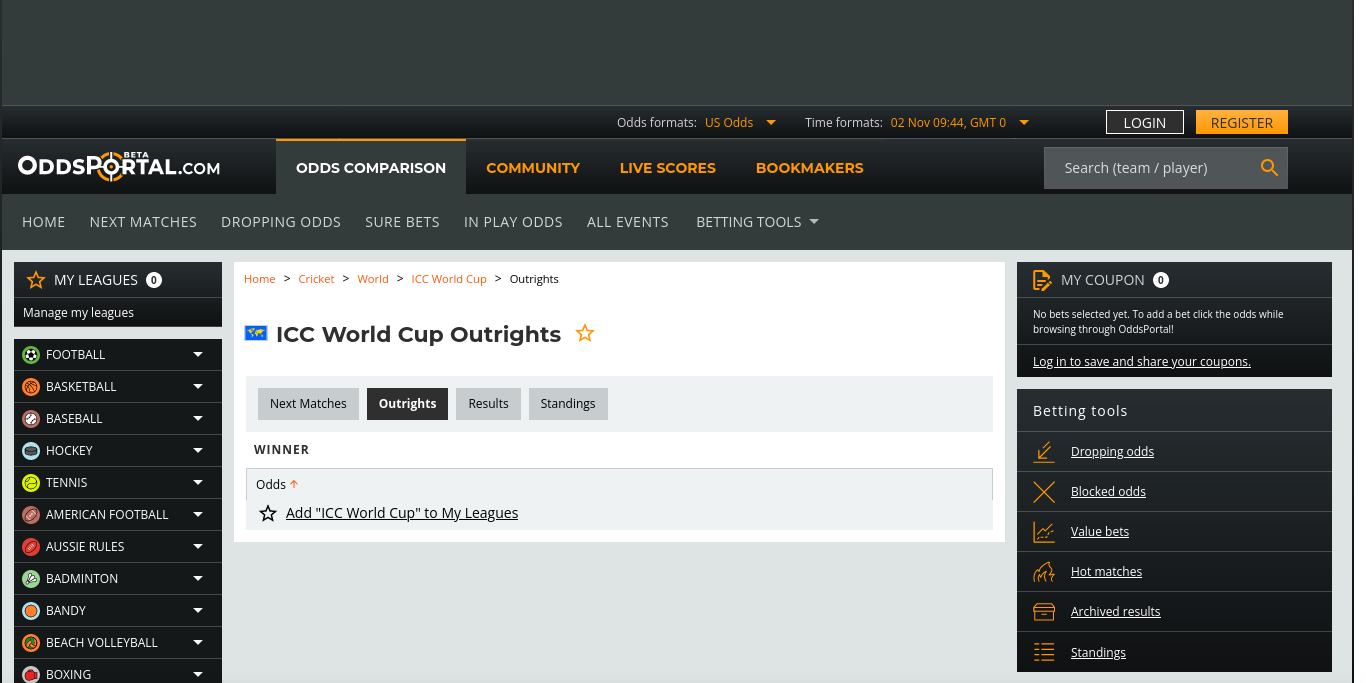 Odds formats: US Odds Time formats: 02 Nov 09:44, GMT 0 LOGIN REGISTER
ODDSPORTAL.COM BETA ODDS COMPARISON COMMUNITY LIVE SCORES BOOKMAKERS Search (team / player)
HOME NEXT MATCHES DROPPING ODDS SURE BETS IN PLAY ODDS ALL EVENTS BETTING TOOLS
MY LEAGUES 0
Manage my leagues
FOOTBALL
BASKETBALL
BASEBALL
HOCKEY
TENNIS
AMERICAN FOOTBALL
AUSSIE RULES
BADMINTON
BANDY
BEACH VOLLEYBALL
BOXING
Home > Cricket > World > ICC World Cup > Outrights
ICC World Cup Outrights
Next Matches Outrights Results Standings
WINNER
Odds ↑
Add "ICC World Cup" to My Leagues
MY COUPON 0
No bets selected yet. To add a bet click the odds while
browsing through OddsPortal!
Log in to save and share your coupons.
Betting tools
Dropping odds
Blocked odds
Value bets
Hot matches
Archived results
Standings